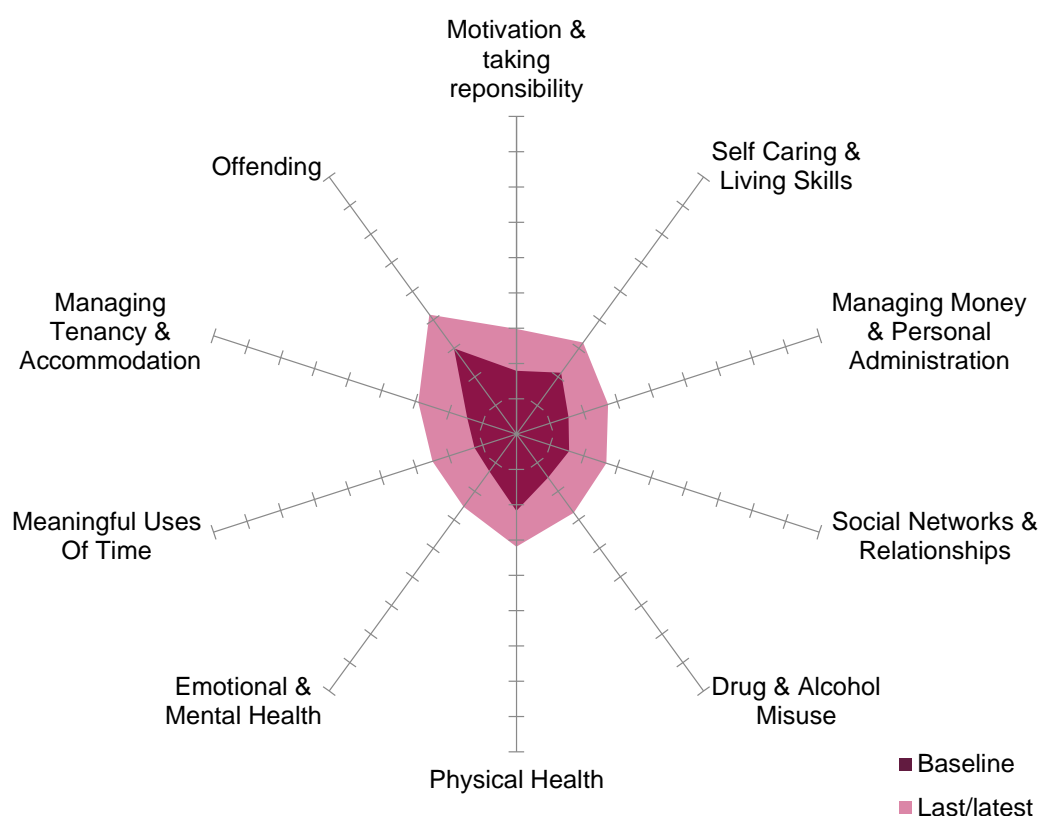 Motivation &
taking
reponsibility
Self Caring &
Living Skills
Managing Money
& Personal
Administration
Social Networks &
Relationships
Drug & Alcohol
Misuse
Physical Health
Emotional &
Mental Health
Meaningful Uses
Of Time
Managing
Tenancy &
Accommodation
Offending
Baseline
Last/latest